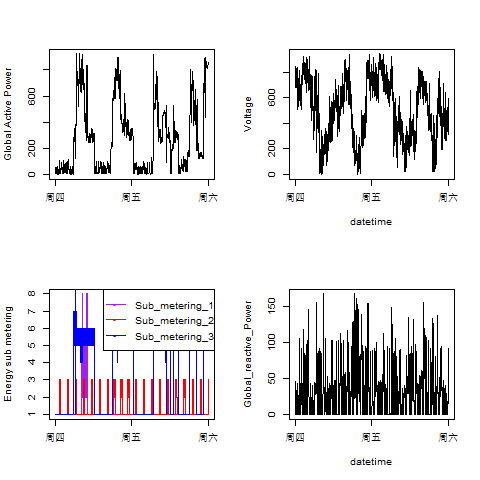 Global Active Power
0 200 600
周四 周五 周六
Voltage
0 200 400 600
周四 周五 周六
datetime
Energy sub metering
1 2 3 4 5 6 7 8
周四 周五 周六
Sub_metering_1
Sub_metering_2
Sub_metering_3
Global_reactive_Power
0 50 100 150
周四 周五 周六
datetime